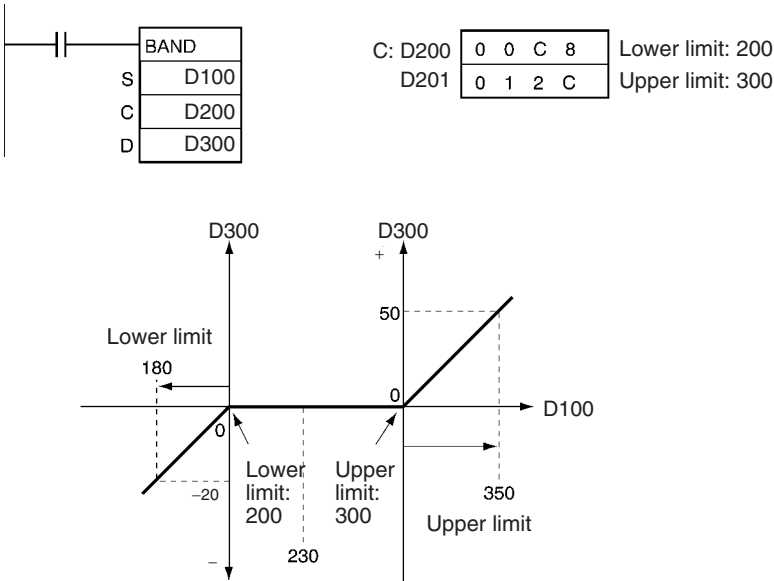 BAND
S D100
C D200
D D300
C: D200 0 0 C 8 Lower limit: 200
D201 0 1 2 C Upper limit: 300
D300 D300
+
50
Lower limit
180
0
0
D100
Lower
limit:
200
Upper
limit:
300
−20
350
Upper limit
230
−